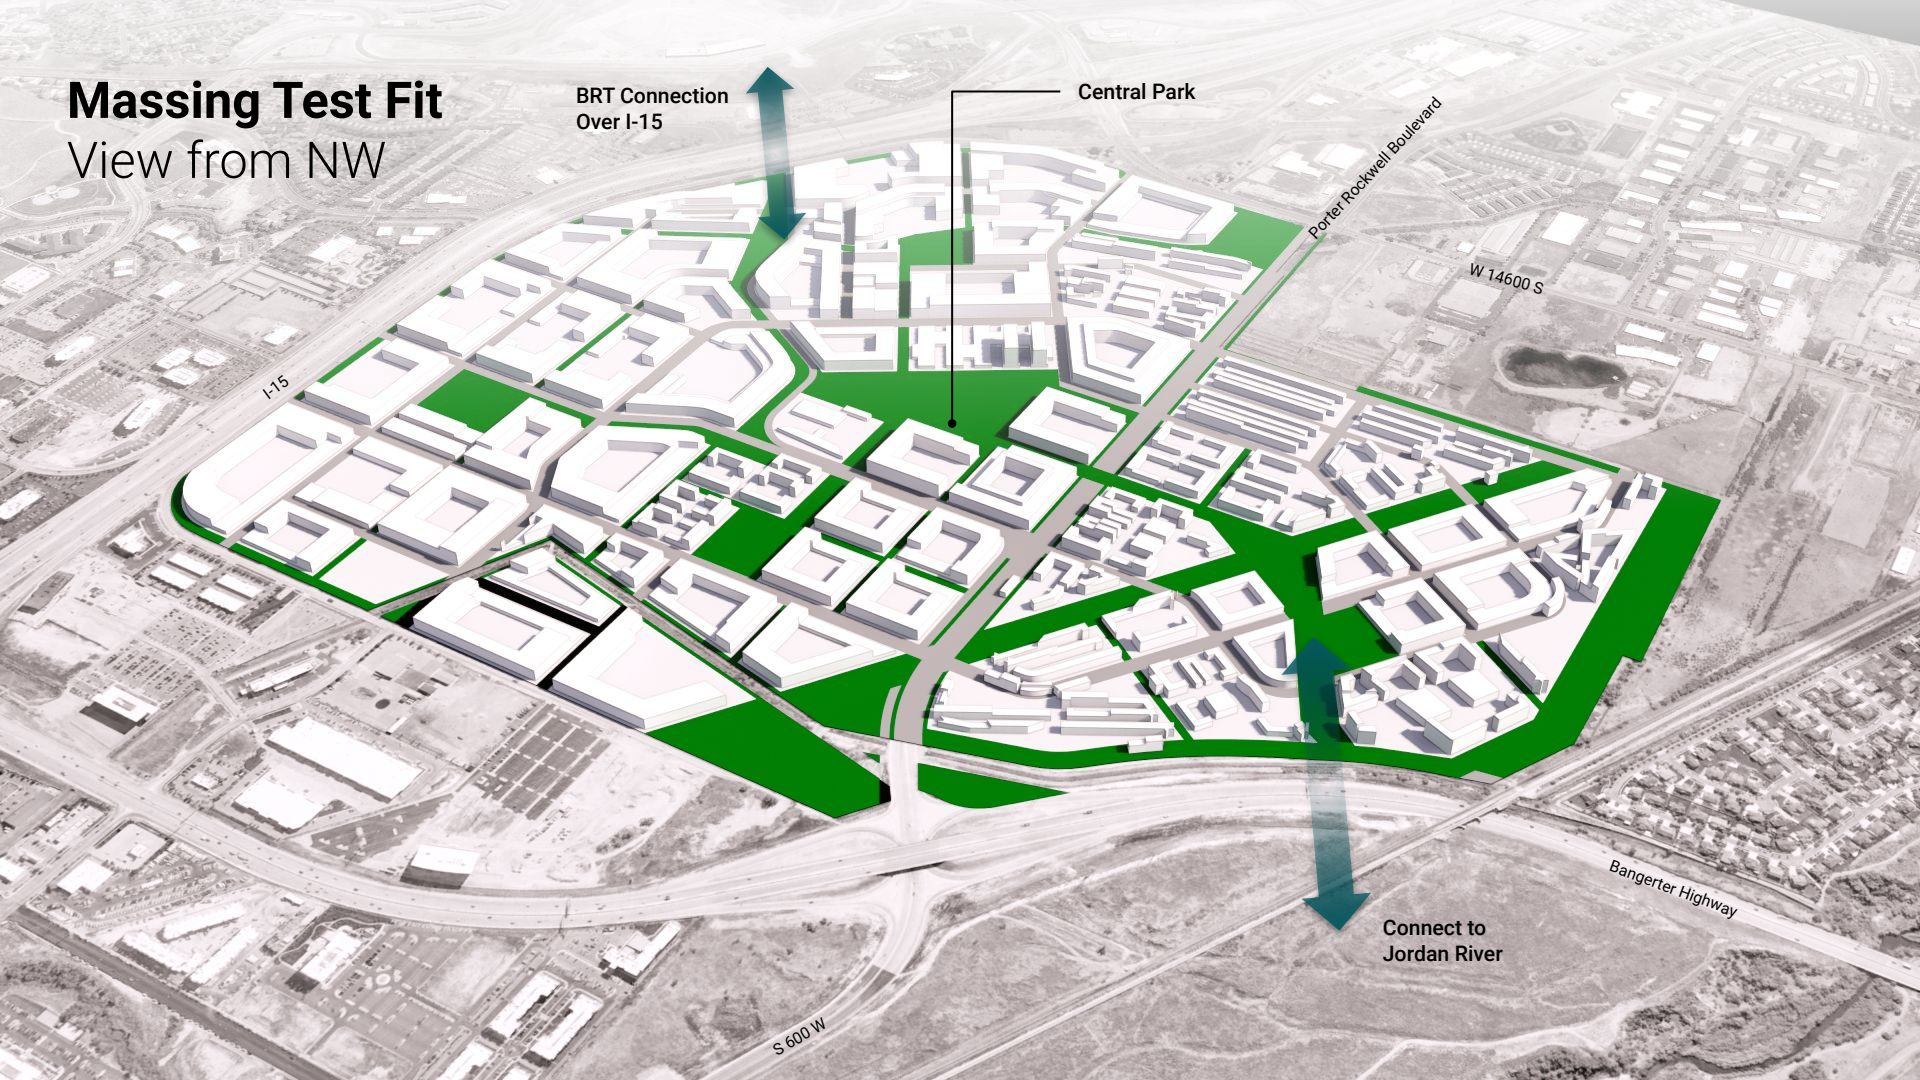 Massing Test Fit
View from NW
BRT Connection
Over I-15
Central Park
Porter Rockwell Boulevard
W 14600 S
I-15
Bangerter Highway
Connect to
Jordan River
S 600 W